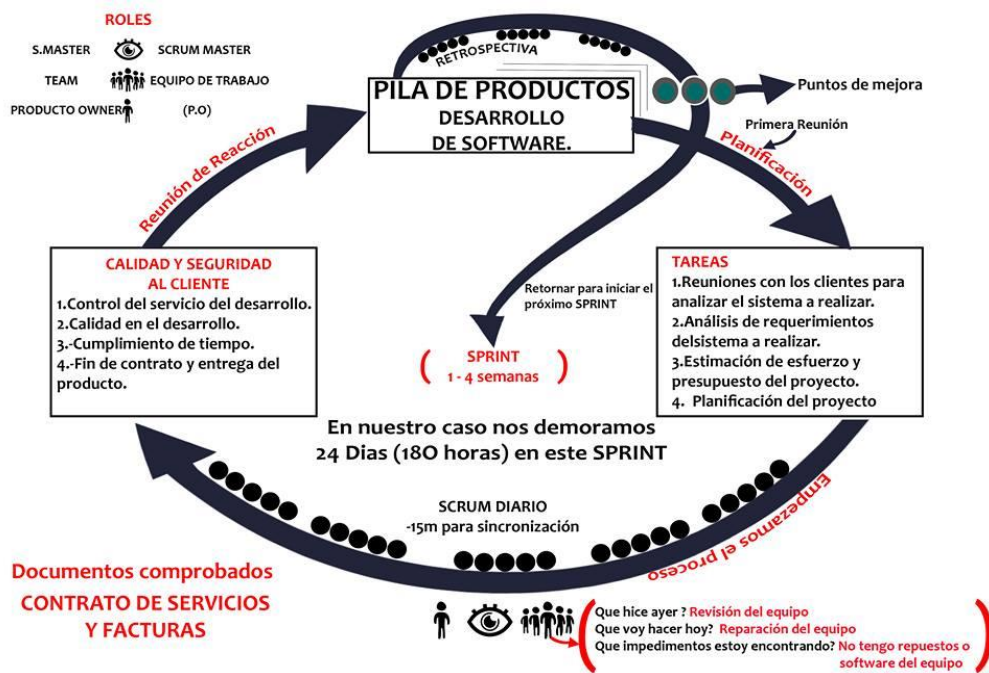 ROLES
S.MASTER SCRUM MASTER
TEAM EQUIPO DE TRABAJO
PRODUCTO OWNER (P.O)
RETROSPECTIVA
PILA DE PRODUCTOS
DESARROLLO
DE SOFTWARE.
Puntos de mejora
Primera Reunión
Planificación
Reunión de Reacción
CALIDAD Y SEGURIDAD
AL CLIENTE
1.Control del servicio del desarrollo.
2.Calidad en el desarrollo.
3.-Cumplimiento de tiempo.
4.-Fin de contrato y entrega del
producto.
Retornar para iniciar el
próximo SPRINT
SPRINT
1 - 4 semanas
TAREAS
1.Reuniones con los clientes para
analizar el sistema a realizar.
2.Análisis de requerimientos
delsistema a realizar.
3.Estimación de esfuerzo y
presupuesto del proyecto.
4. Planificación del proyecto
En nuestro caso nos demoramos
24 Dias (18O horas) en este SPRINT
SCRUM DIARIO
-15m para sincronización
Empezamos el proceso
Documentos comprobados
CONTRATO DE SERVICIOS
Y FACTURAS
Que hice ayer ? Revisión del equipo
Que voy hacer hoy? Reparación del equipo
Que impedimentos estoy encontrando? No tengo repuestos o
software del equipo